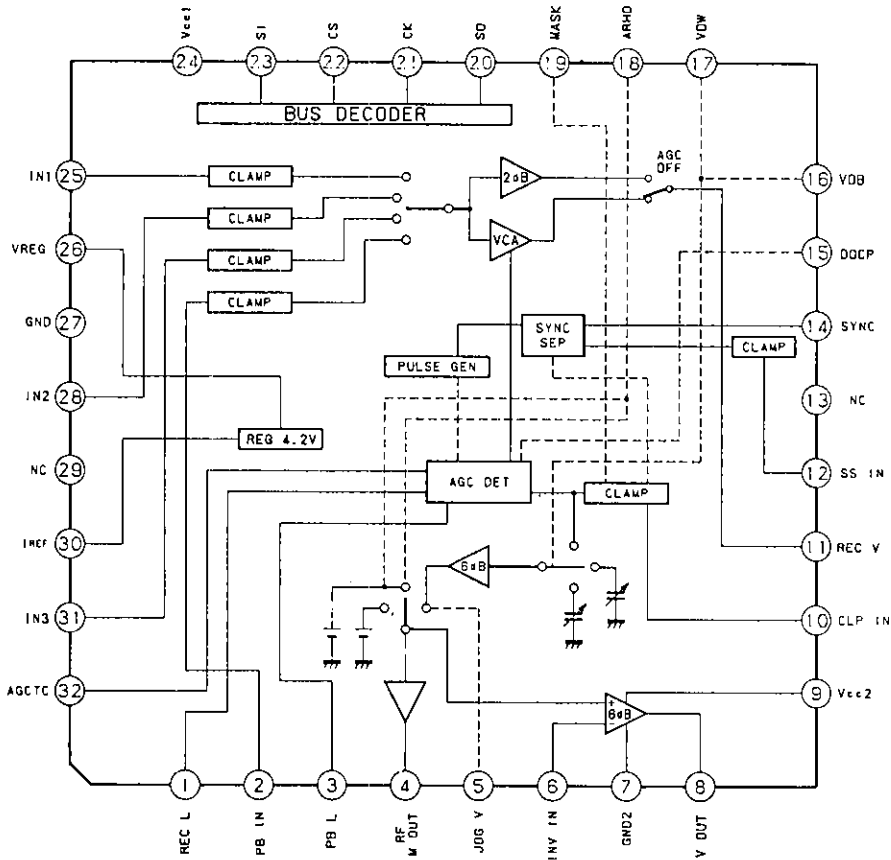 Vcc1
SI
CS
CK
SO
MASK
ARHD
VDW
24
23
22
21
20
19
18
17
BUS DECODER
IN1 25
CLAMP
2dB
AGC OFF
16 VDB
CLAMP
VCA
VREG 26
CLAMP
15 DOCP
CLAMP
GND 27
SYNC SEP
14 SYNC
CLAMP
PULSE GEN
IN2 28
13 NC
REG 4.2V
NC 29
AGC DET
12 SS IN
CLAMP
IREF 30
11 REC V
6dB
IN3 31
10 CLP IN
AGCTC 32
9 Vcc2
+
6dB
-
1
2
3
4
5
6
7
8
REC L
PB IN
PB L
RF M OUT
JOG V
INV IN
GND2
V OUT